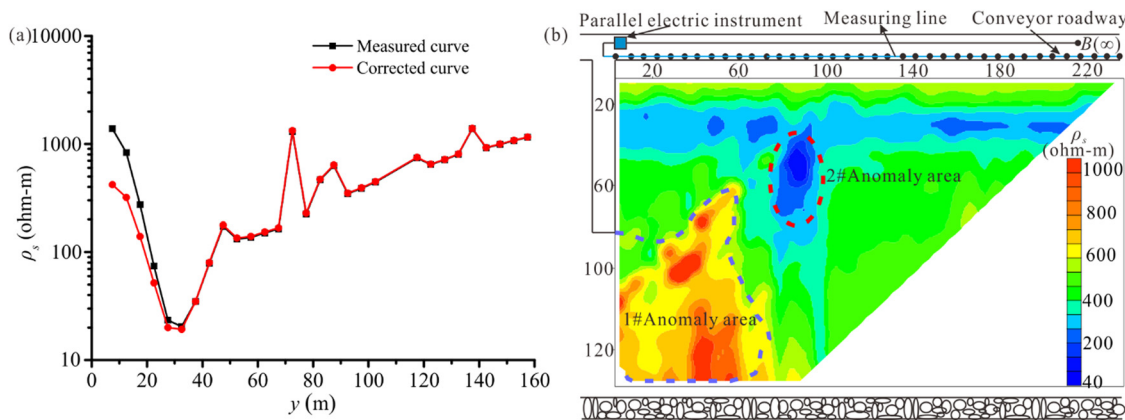 (a)
10000
1000
100
10
ρs (ohm-m)
Measured curve
Corrected curve
0 20 40 60 80 100 120 140 160
y (m)
(b)
Parallel electric instrument
Measuring line
Conveyor roadway
B(∞)
20 60 100 140 180 220
20
60
100
120
1#Anomaly area
2#Anomaly area
ρs
(ohm-m)
1000
800
600
400
200
40